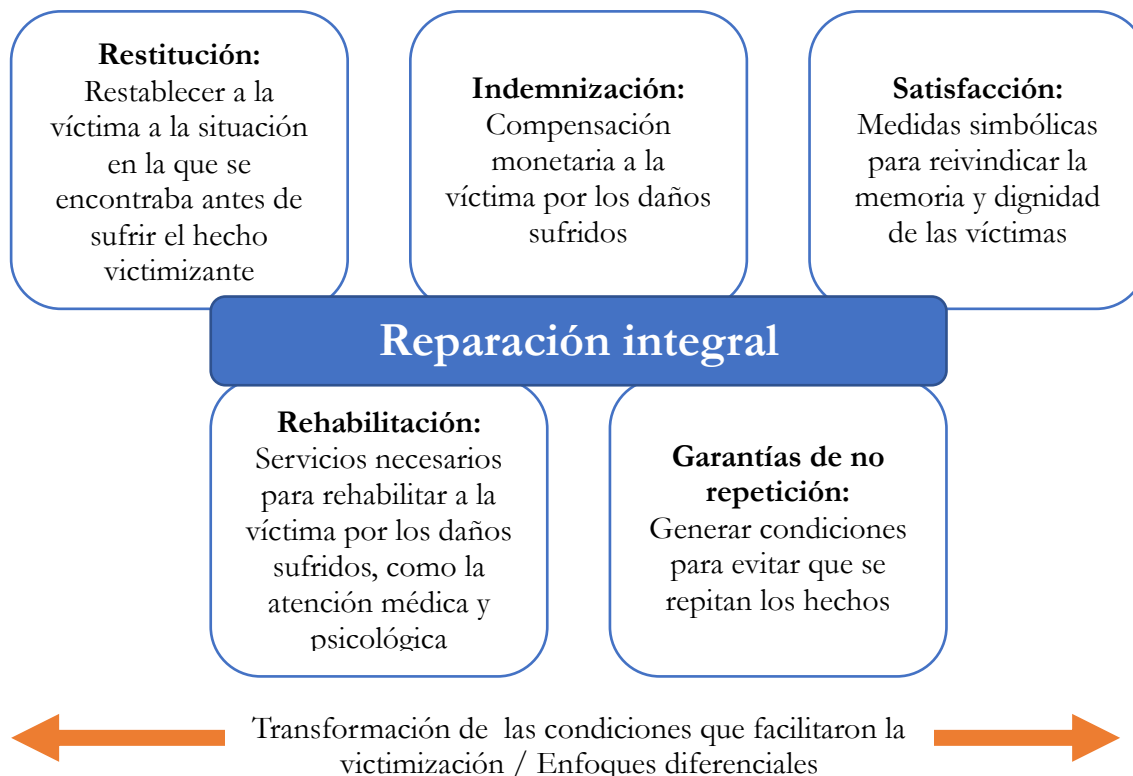 Restitución:
Restablecer a la
víctima a la situación
en la que se
encontraba antes de
sufrir el hecho
victimizante
Indemnización:
Compensación
monetaria a la
víctima por los daños
sufridos
Satisfacción:
Medidas simbólicas
para reivindicar la
memoria y dignidad
de las víctimas
Reparación integral
Rehabilitación:
Servicios necesarios
para rehabilitar a la
víctima por los daños
sufridos, como la
atención médica y
psicológica
Garantías de no
repetición:
Generar condiciones
para evitar que se
repitan los hechos
Transformación de las condiciones que facilitaron la
victimización / Enfoques diferenciales